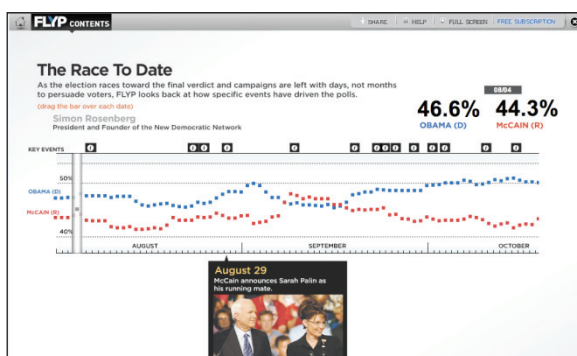 FLYP CONTENTS
SHARE HELP FULL SCREEN FREE SUBSCRIPTION
The Race To Date
As the election races toward the final verdict and campaigns are left with days, not months
to persuade voters, FLYP looks back at how specific events have driven the polls.
(drag the bar over each date)
Simon Rosenberg
President and Founder of the New Democratic Network
08/04
46.6% 44.3%
OBAMA (D) McCAIN (R)
KEY EVENTS
50%
OBAMA (D)
McCAIN (R)
40%
AUGUST SEPTEMBER OCTOBER
August 29
McCain announces Sarah Palin as
his running mate.